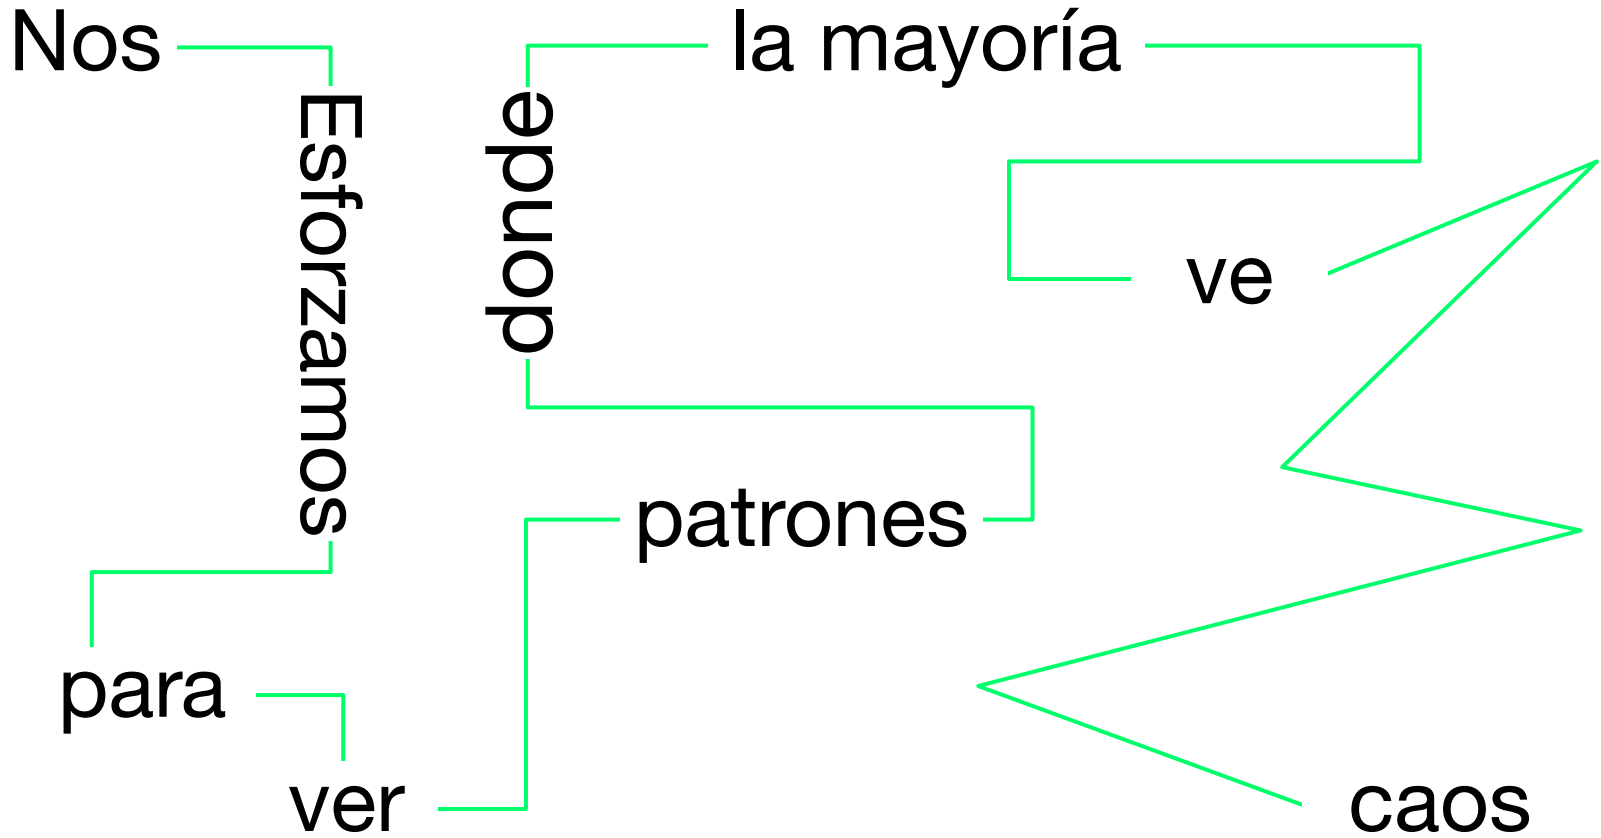 Nos
Esforzamos
para
ver
patrones
donde
la mayoría
ve
caos